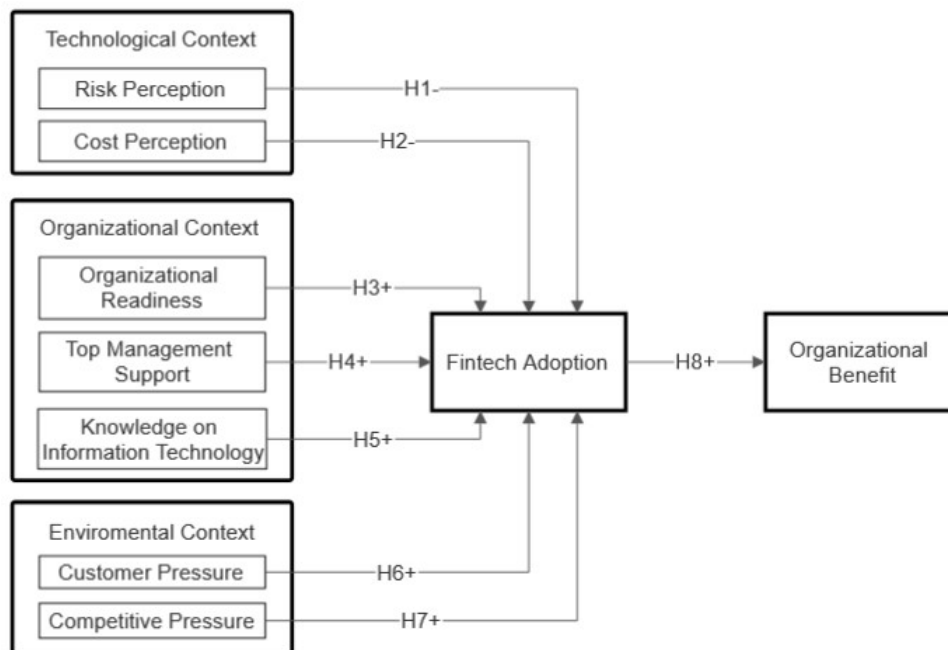 Technological Context
Risk Perception
H1-
Cost Perception
H2-
Organizational Context
Organizational
Readiness
H3+
Top Management
Support
H4+
Knowledge on
Information Technology
H5+
Fintech Adoption
H8+
Organizational
Benefit
Enviromental Context
Customer Pressure
H6+
Competitive Pressure
H7+